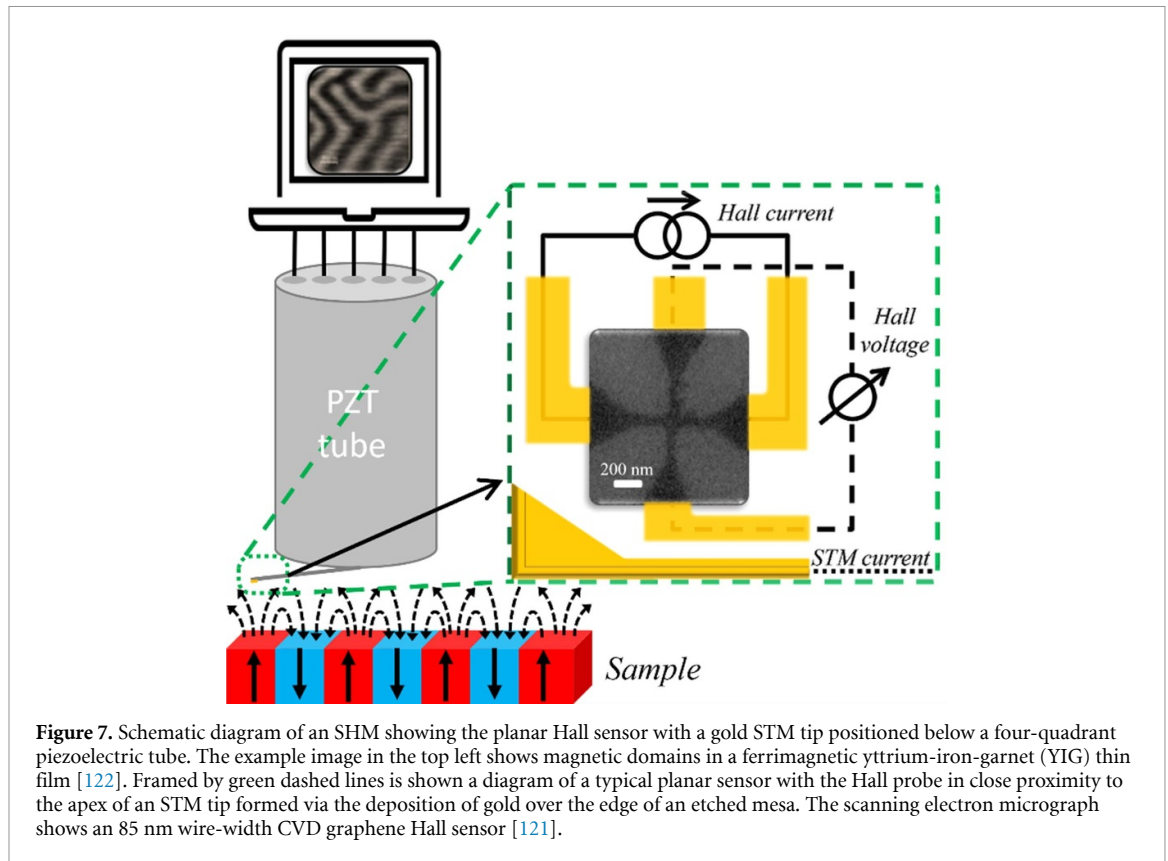 Hall current
Hall
voltage
PZT
tube
200 nm
STM current
Sample
Figure 7. Schematic diagram of an SHM showing the planar Hall sensor with a gold STM tip positioned below a four-quadrant
piezoelectric tube. The example image in the top left shows magnetic domains in a ferrimagnetic yttrium-iron-garnet (YIG) thin
film [122]. Framed by green dashed lines is shown a diagram of a typical planar sensor with the Hall probe in close proximity to
the apex of an STM tip formed via the deposition of gold over the edge of an etched mesa. The scanning electron micrograph
shows an 85 nm wire-width CVD graphene Hall sensor [121].